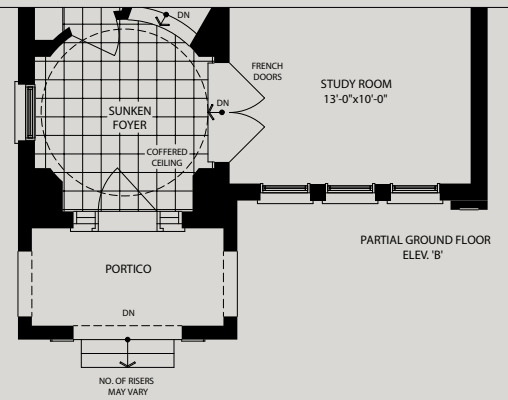 DN
FRENCH
DOORS
STUDY ROOM
13'-0"x10'-0"
DN
SUNKEN
FOYER
COFFERED
CEILING
PARTIAL GROUND FLOOR
ELEV. 'B'
PORTICO
DN
NO. OF RISERS
MAY VARY